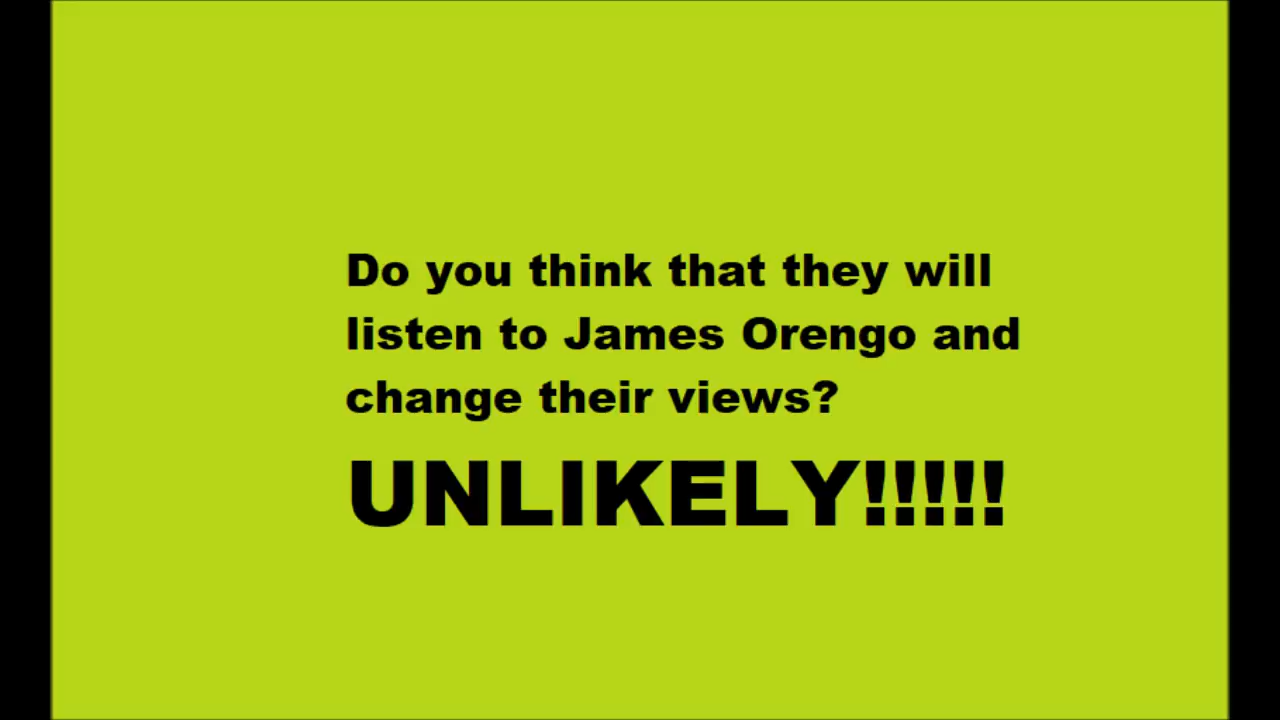 Do you think that they will
listen to James Orengo and
change their views?
UNLIKELY!!!!!